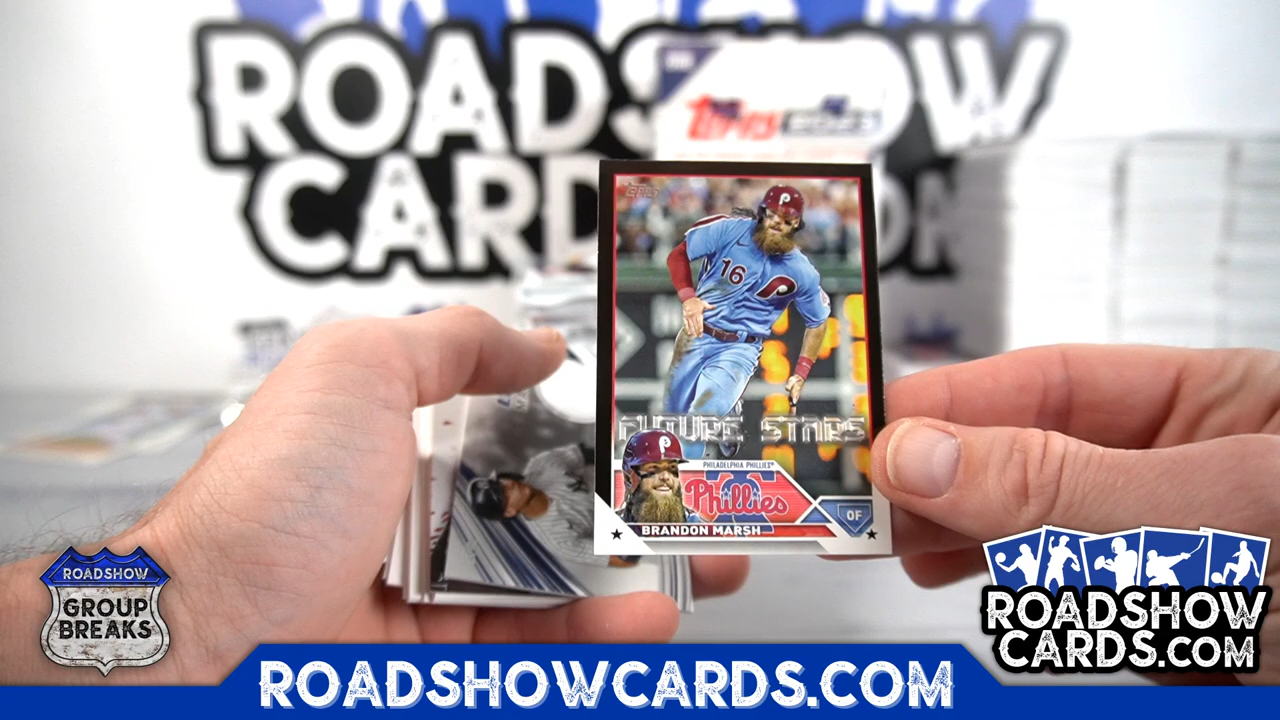 ROADSHOW
CARDS
TOPPS
TOPPS
16
P
FUTURE STARS
PHILADELPHIA PHILLIES
Phillies
OF
BRANDON MARSH
ROADSHOW
GROUP
BREAKS
ROADSHOW
CARDS.COM
ROADSHOWCARDS.COM